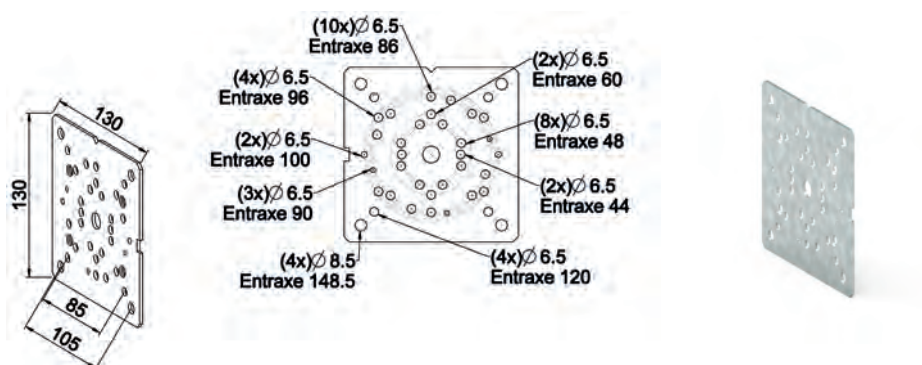 130
130
85
105
(10x)Ø 6.5
Entraxe 86
(2x)Ø 6.5
Entraxe 60
(4x)Ø 6.5
Entraxe 96
(8x)Ø 6.5
Entraxe 48
(2x)Ø 6.5
Entraxe 100
(2x)Ø 6.5
Entraxe 44
(3x)Ø 6.5
Entraxe 90
(4x)Ø 8.5
Entraxe 148.5
(4x)Ø 6.5
Entraxe 120